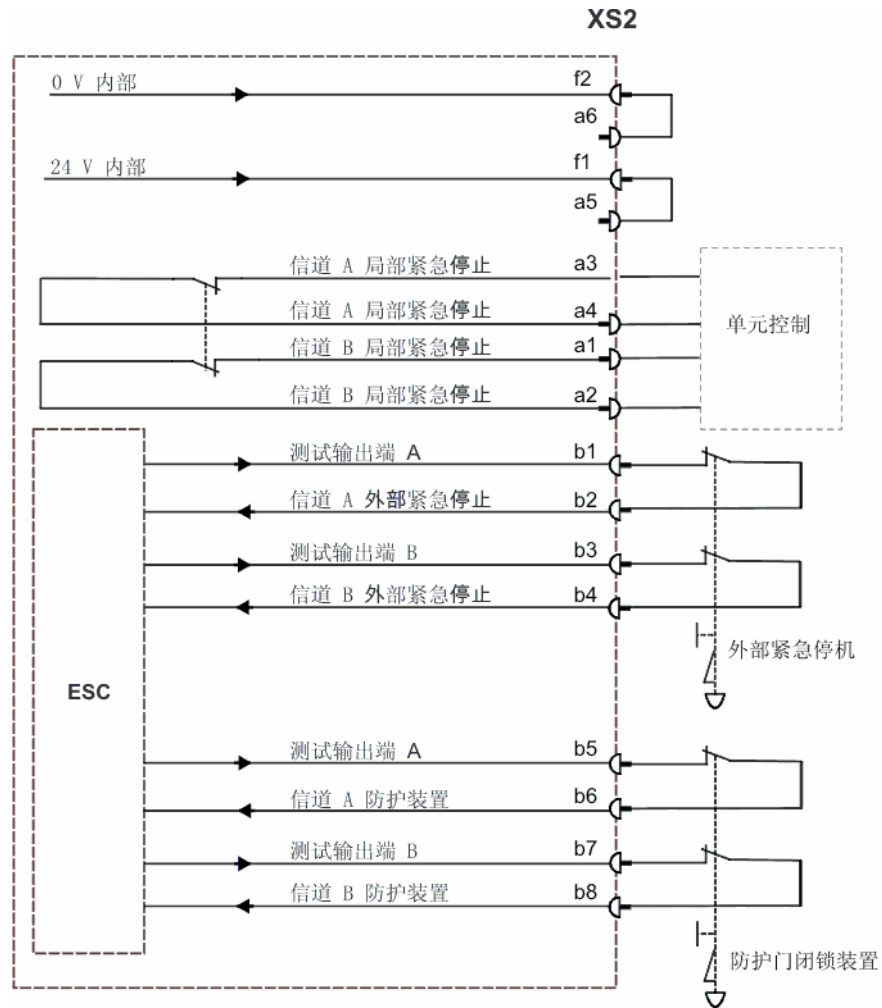 XS2
0 V 内部
f2
a6
24 V 内部
f1
a5
信道 A 局部紧急停止
a3
信道 A 局部紧急停止
a4
信道 B 局部紧急停止
a1
信道 B 局部紧急停止
a2
单元控制
ESC
测试输出端 A
b1
信道 A 外部紧急停止
b2
测试输出端 B
b3
信道 B 外部紧急停止
b4
外部紧急停机
测试输出端 A
b5
信道 A 防护装置
b6
测试输出端 B
b7
信道 B 防护装置
b8
防护门闭锁装置